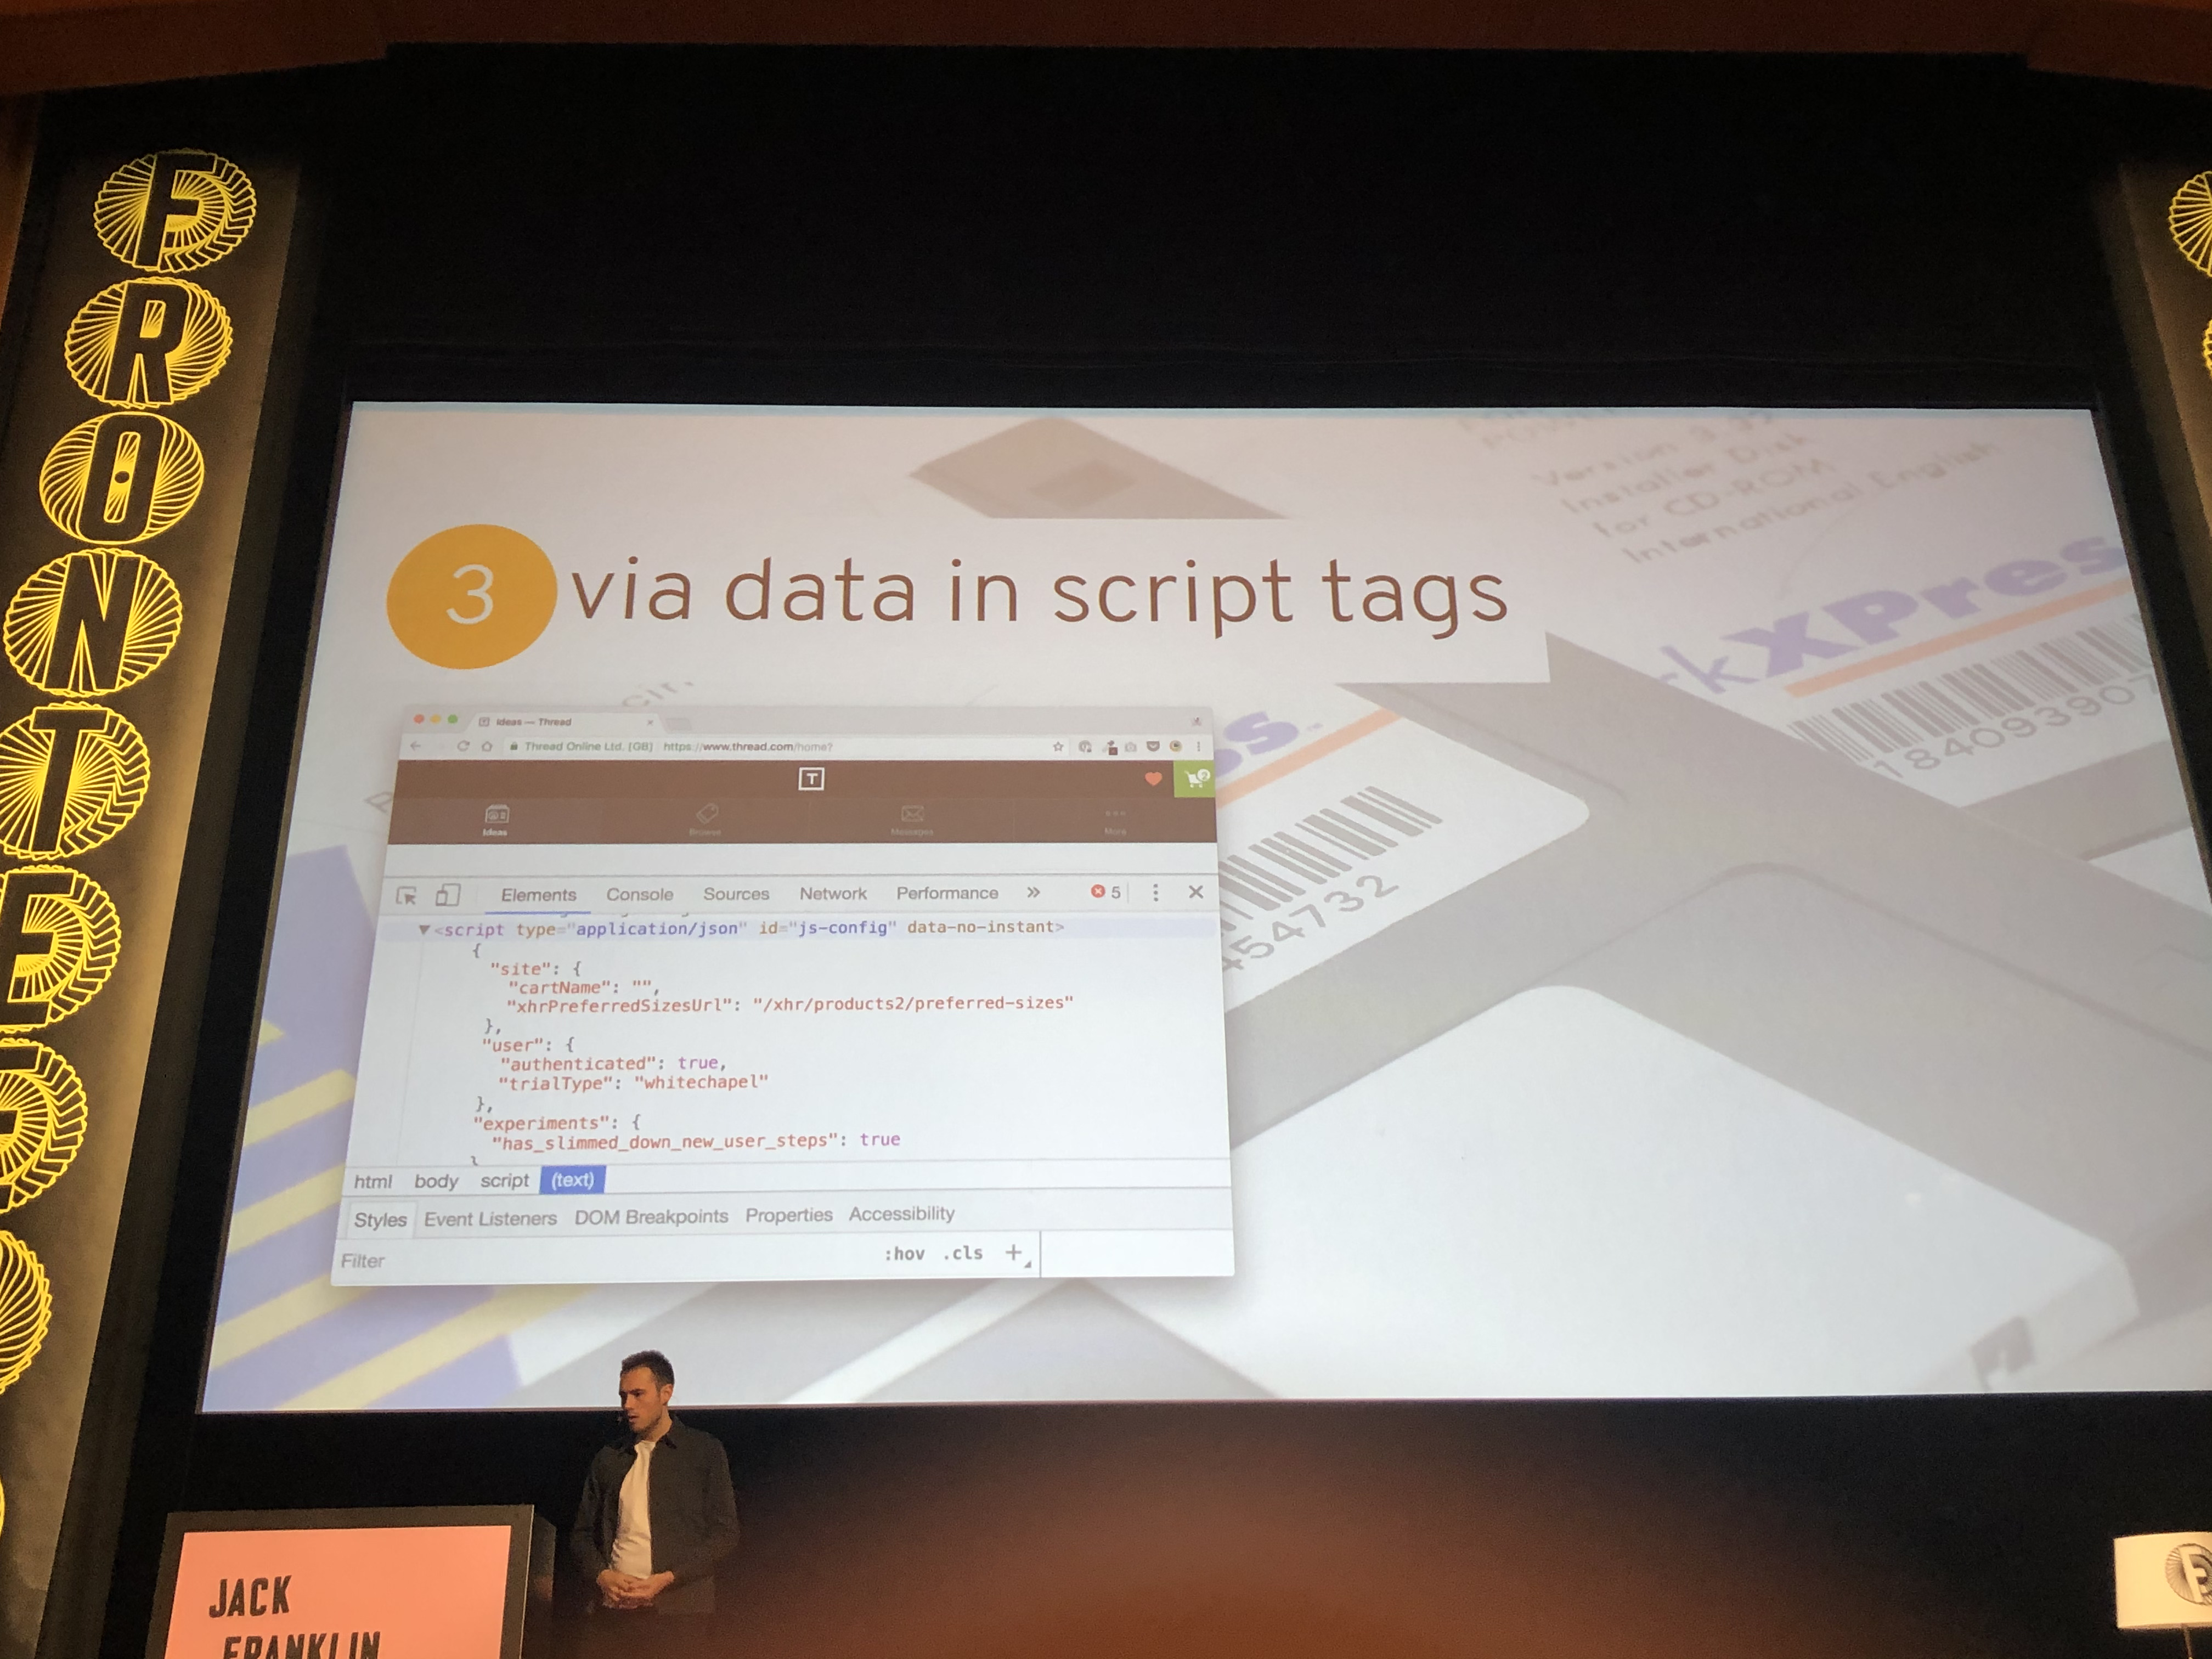 FRONTE
Version 3.3
Installer Disk
for CD-ROM
International English
rkXPres
184093907
3 via data in script tags
s.
454732
Ideas — Thread
Thread Online Ltd. [GB] https://www.thread.com/home?
T
2
Ideas Browse Messages More
Elements Console Sources Network Performance » 5
<script type="application/json" id="js-config" data-no-instant>
{
"site": {
"cartName": "",
"xhrPreferredSizesUrl": "/xhr/products2/preferred-sizes"
},
"user": {
"authenticated": true,
"trialType": "whitechapel"
},
"experiments": {
"has_slimmed_down_new_user_steps": true
}
html body script (text)
Styles Event Listeners DOM Breakpoints Properties Accessibility
Filter :hov .cls +
JACK
FRANKLIN
F